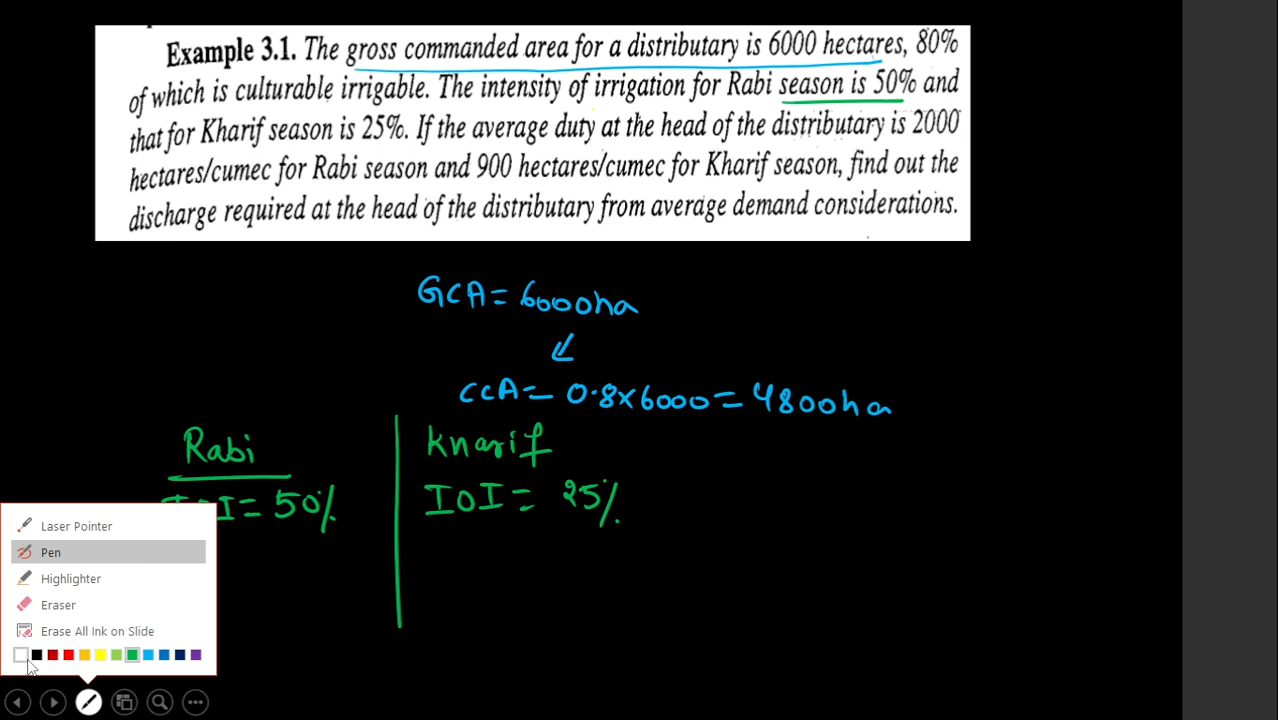 Example 3.1. The gross commanded area for a distributary is 6000 hectares, 80%
of which is culturable irrigable. The intensity of irrigation for Rabi season is 50% and
that for Kharif season is 25%. If the average duty at the head of the distributary is 2000
hectares/cumec for Rabi season and 900 hectares/cumec for Kharif season, find out the
discharge required at the head of the distributary from average demand considerations.
GCA = 6000ha
CCA = 0.8x6000 = 4800ha
Rabi
IOI = 50%
kharif
IOI = 25%
Laser Pointer
Pen
Highlighter
Eraser
Erase All Ink on Slide